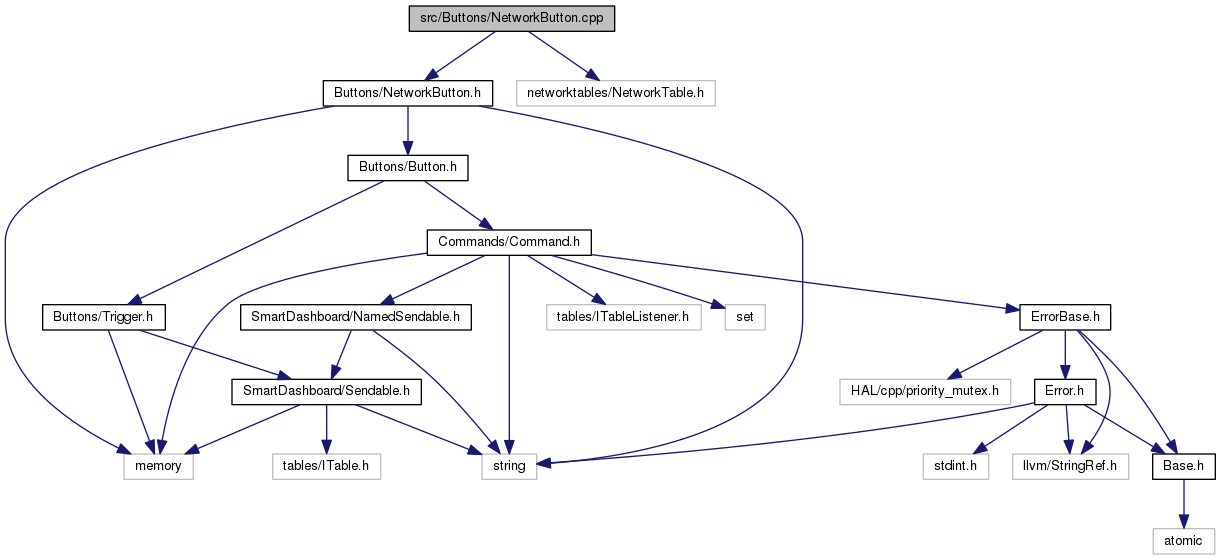 src/Buttons/NetworkButton.cpp
Buttons/NetworkButton.h
networktables/NetworkTable.h
Buttons/Button.h
Commands/Command.h
Buttons/Trigger.h
SmartDashboard/NamedSendable.h
tables/ITableListener.h
set
ErrorBase.h
SmartDashboard/Sendable.h
HAL/cpp/priority_mutex.h
Error.h
memory
tables/ITable.h
string
stdint.h
llvm/StringRef.h
Base.h
atomic